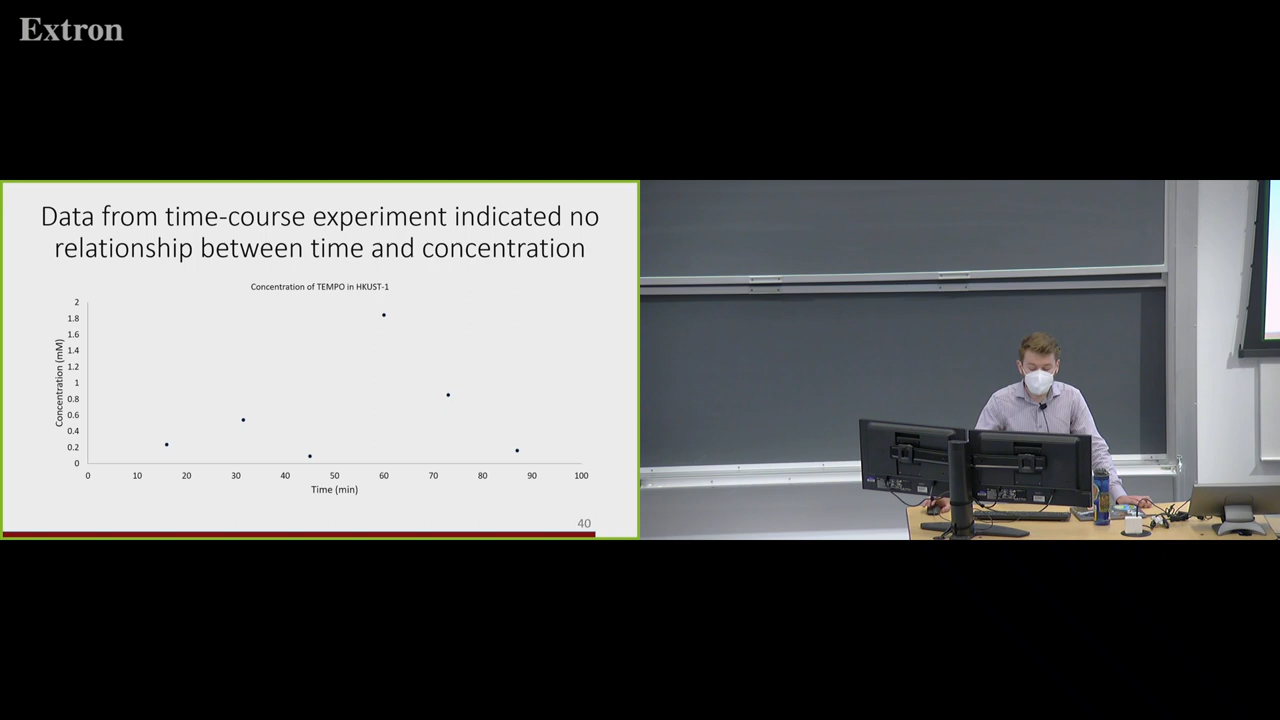 Extron
Data from time-course experiment indicated no
relationship between time and concentration
Concentration of TEMPO in HKUST-1
Concentration (mM)
2
1.8
1.6
1.4
1.2
1
0.8
0.6
0.4
0.2
0
0 10 20 30 40 50 60 70 80 90 100
Time (min)
40